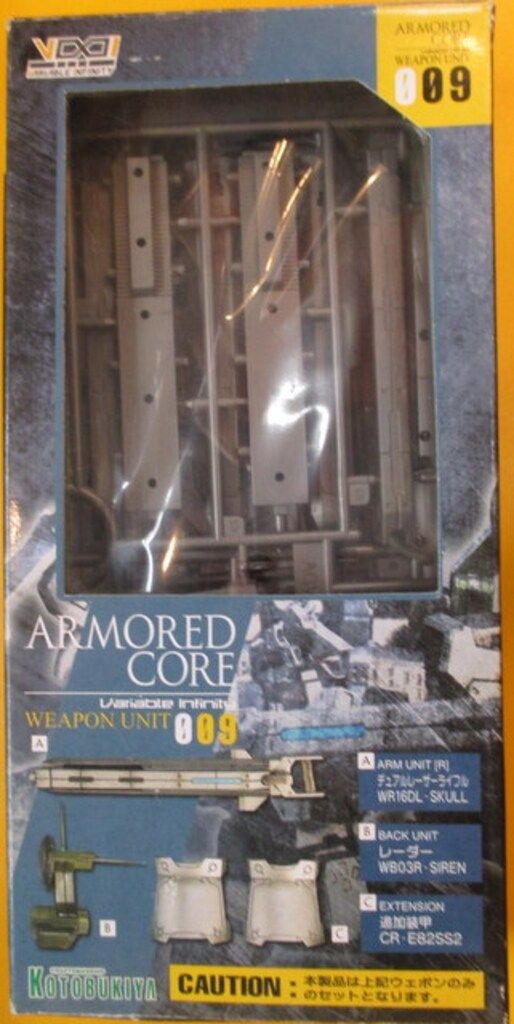 VI
VARIABLE INFINITY
ARMORED
CORE
WEAPON UNIT
009
ARMORED
CORE
Variable Infinity
WEAPON UNIT 009
A
A ARM UNIT [R]
デュアルレーザーライフル
WR16DL-SKULL
B BACK UNIT
レーダー
WB03R-SIREN
B
C
C EXTENSION
追加装甲
CR-E82SS2
KOTOBUKIYA
CAUTION : 本製品は上記ウェポンのみ
のセットとなります。